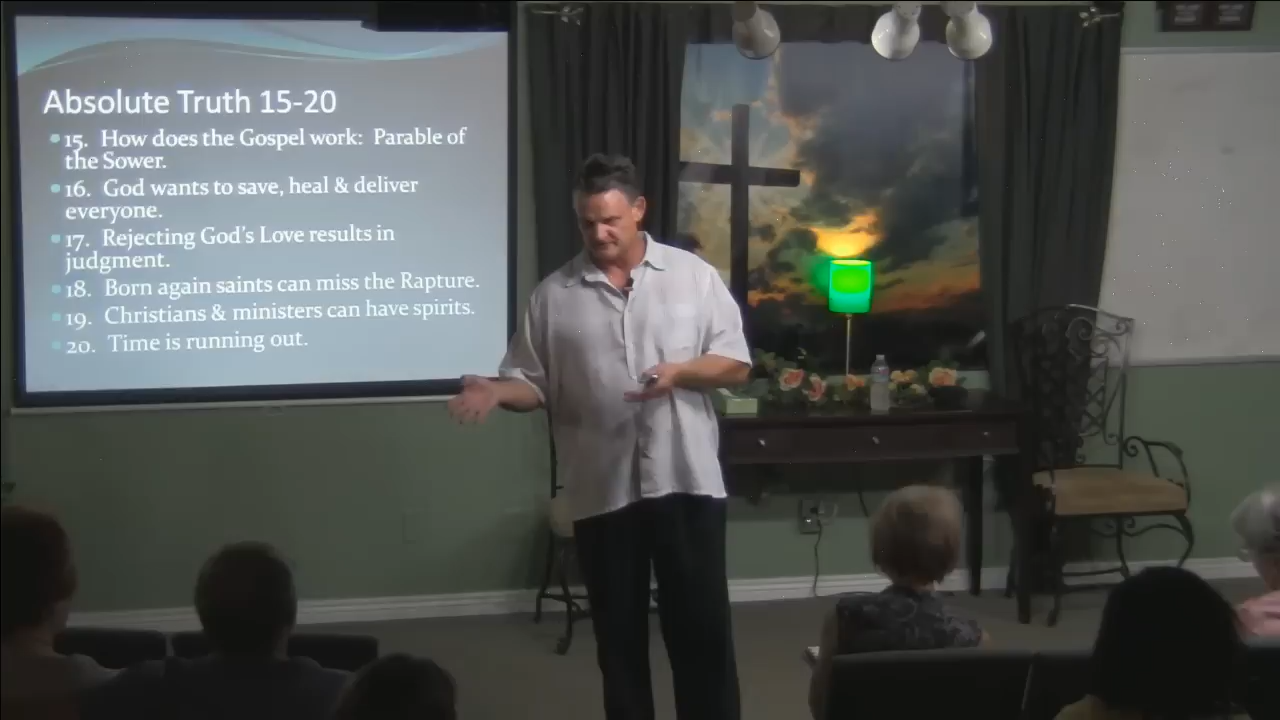 Absolute Truth 15-20
15. How does the Gospel work: Parable of
the Sower.
16. God wants to save, heal & deliver
everyone.
17. Rejecting God's Love results in
judgment.
18. Born again saints can miss the Rapture.
19. Christians & ministers can have spirits.
20. Time is running out.